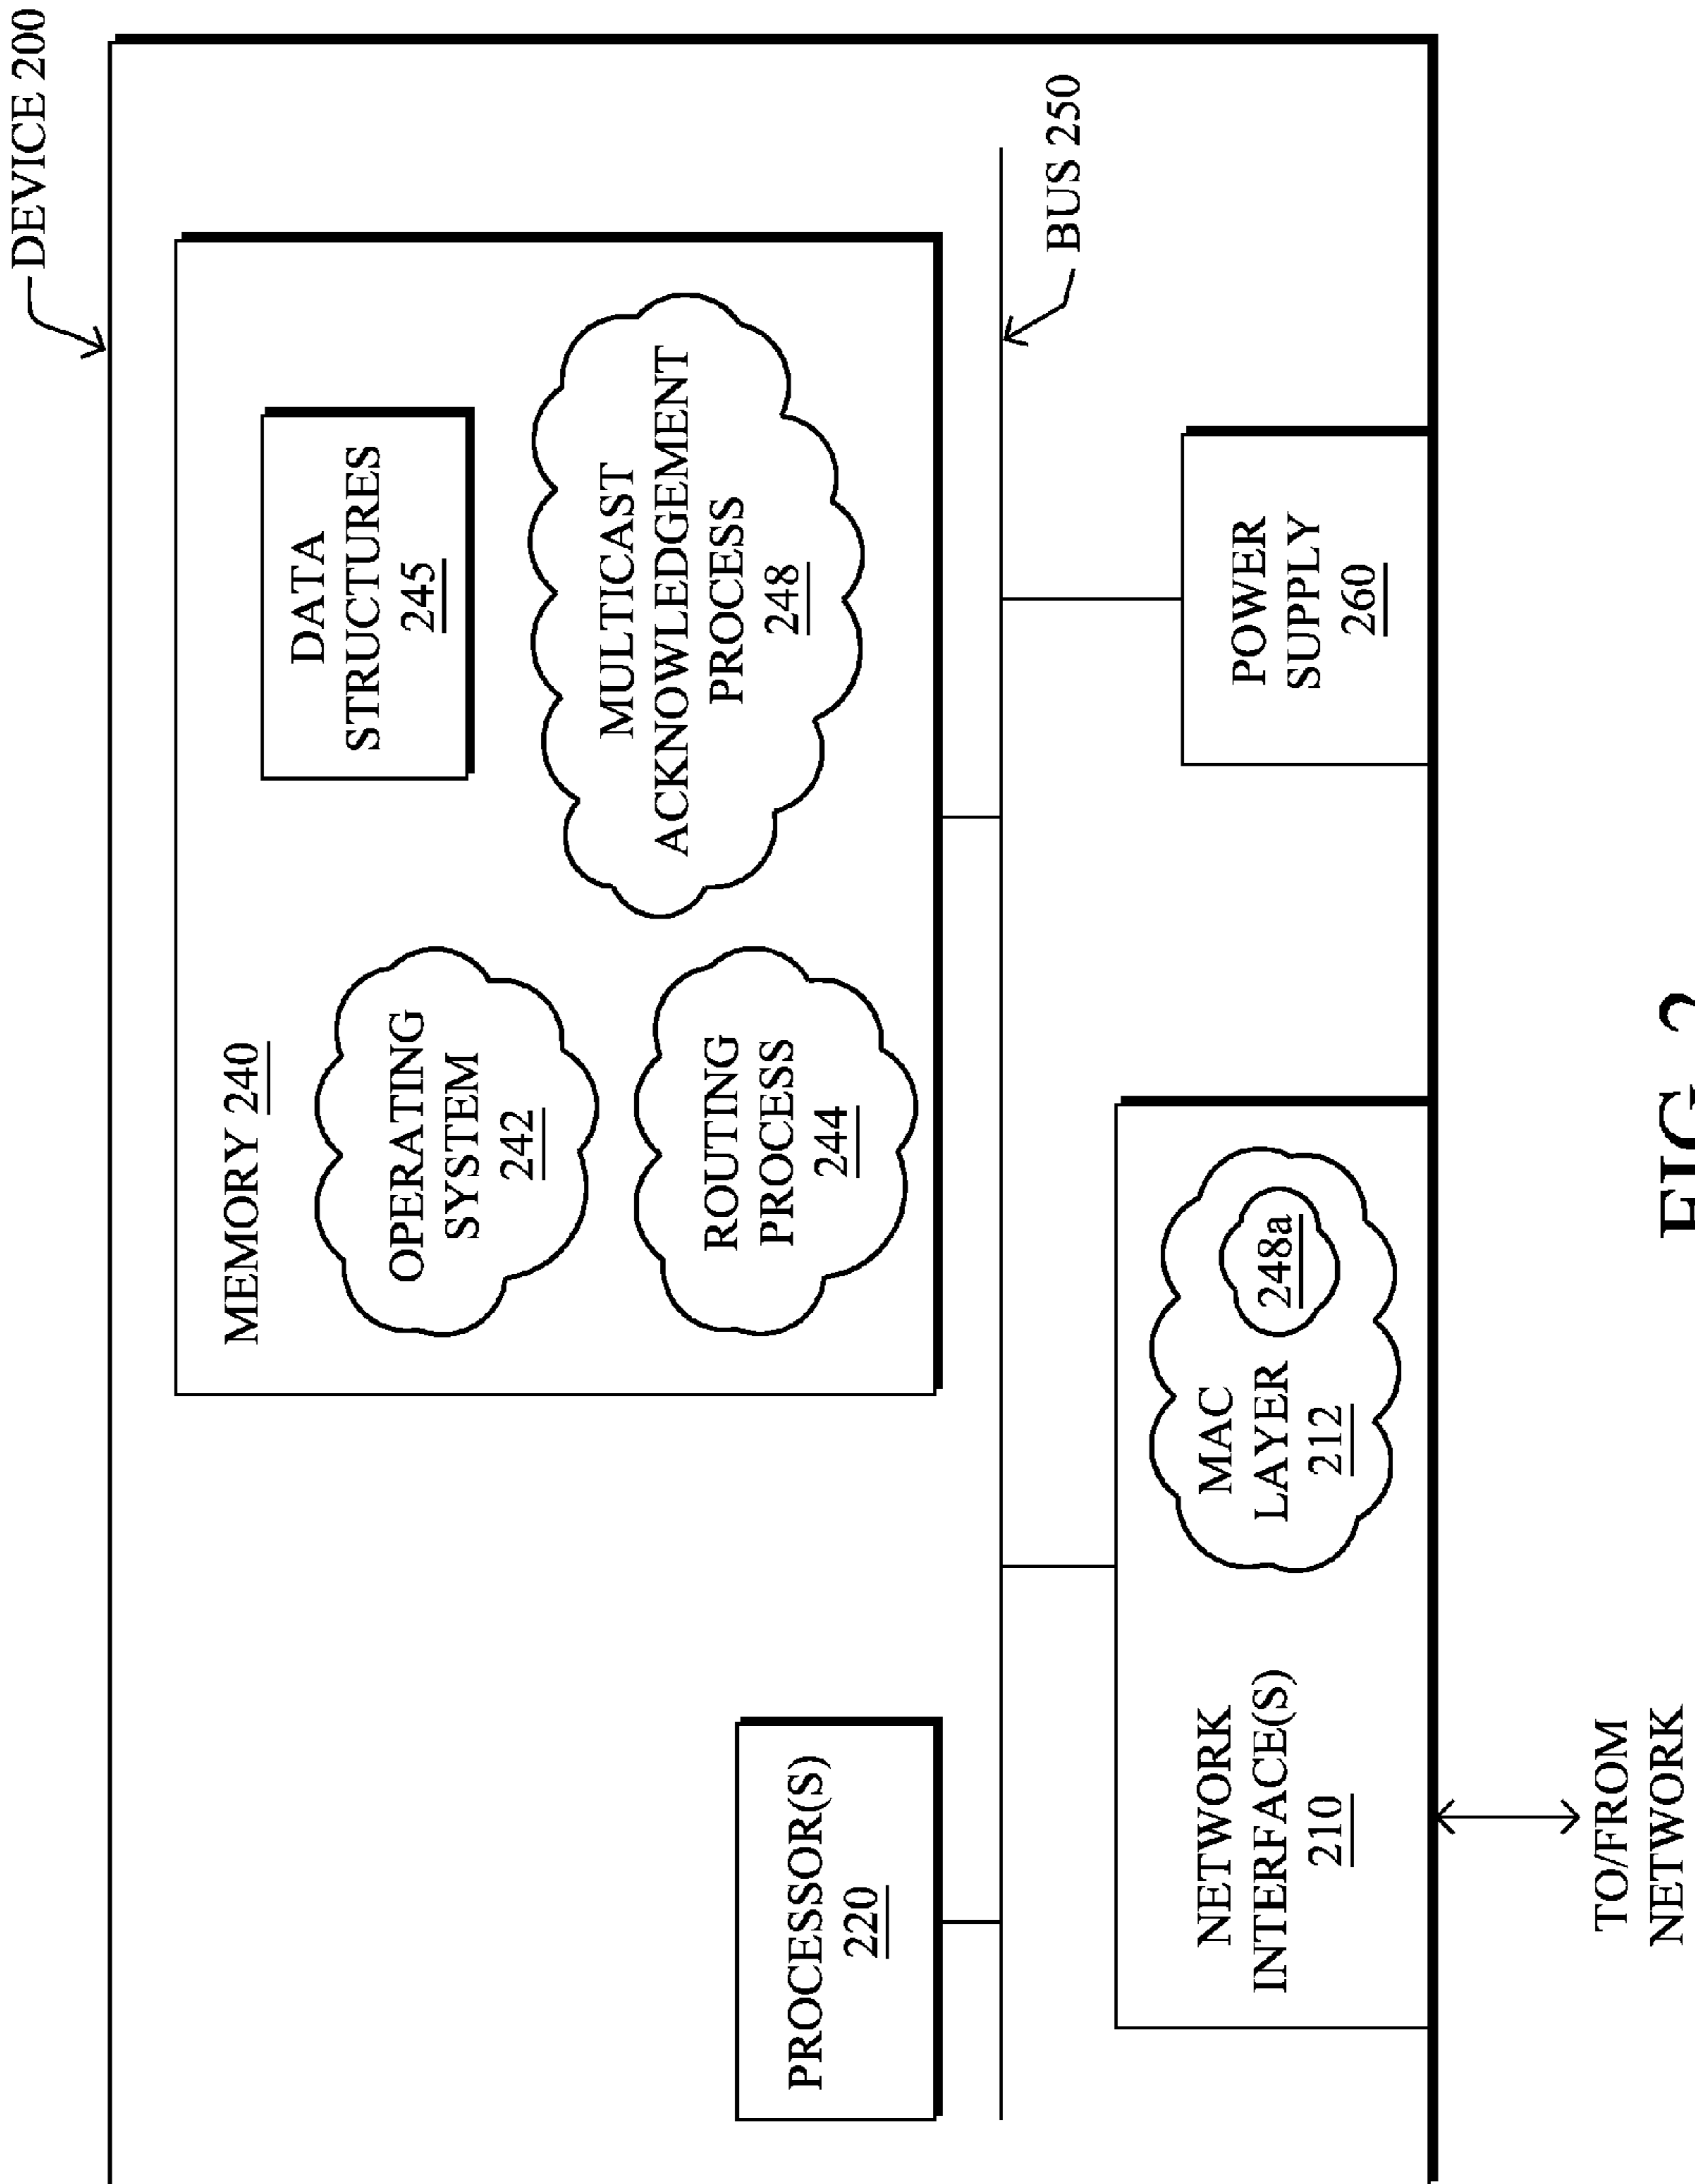 DEVICE 200
MEMORY 240
OPERATING
SYSTEM
242
DATA
STRUCTURES
245
ROUTING
PROCESS
244
MULTICAST
ACKNOWLEDGEMENT
PROCESS
248
PROCESSOR(S)
220
BUS 250
NETWORK
INTERFACE(S)
210
MAC
LAYER
212
248a
POWER
SUPPLY
260
TO/FROM
NETWORK
FIG. 2